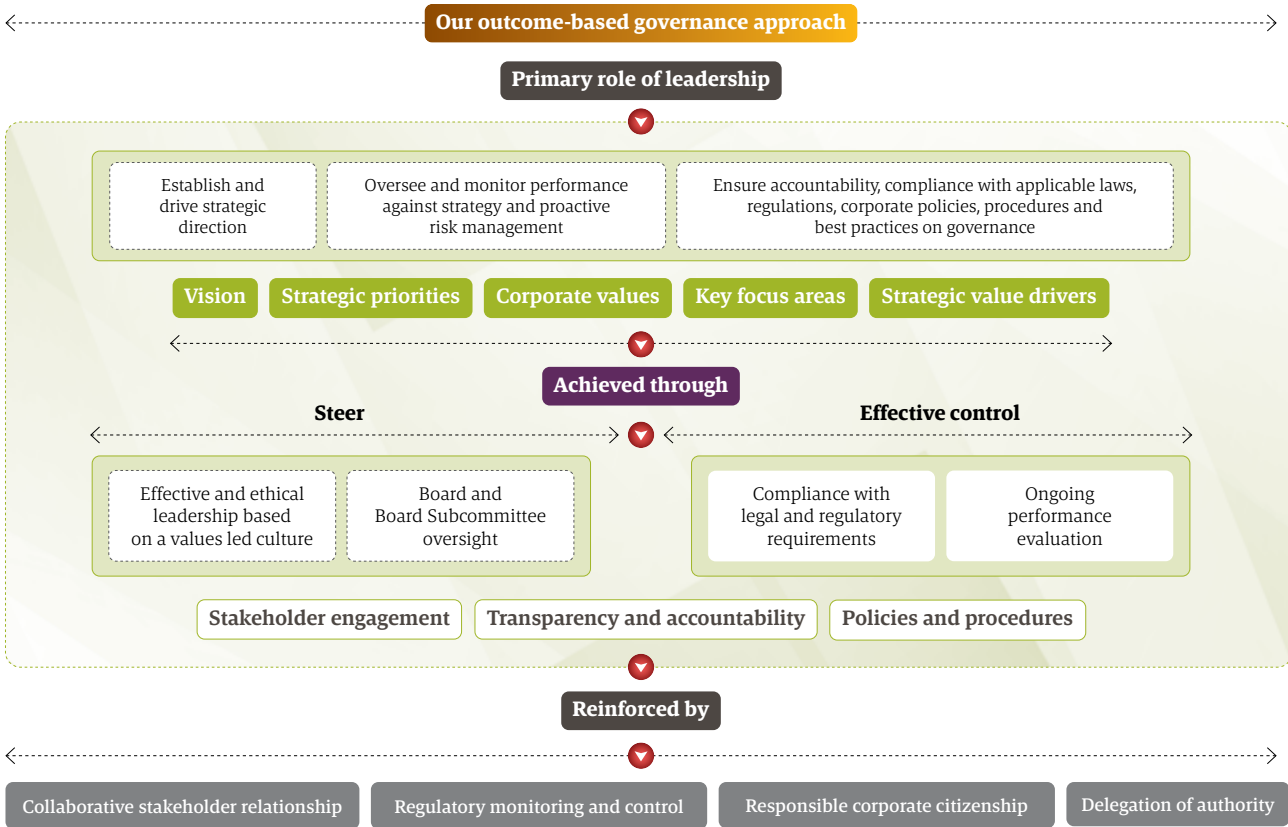 Our outcome-based governance approach
Primary role of leadership
Establish and
drive strategic
direction
Oversee and monitor performance
against strategy and proactive
risk management
Ensure accountability, compliance with applicable laws,
regulations, corporate policies, procedures and
best practices on governance
Vision
Strategic priorities
Corporate values
Key focus areas
Strategic value drivers
Achieved through
Steer
Effective control
Effective and ethical
leadership based
on a values led culture
Board and
Board Subcommittee
oversight
Compliance with
legal and regulatory
requirements
Ongoing
performance
evaluation
Stakeholder engagement
Transparency and accountability
Policies and procedures
Reinforced by
Collaborative stakeholder relationship
Regulatory monitoring and control
Responsible corporate citizenship
Delegation of authority